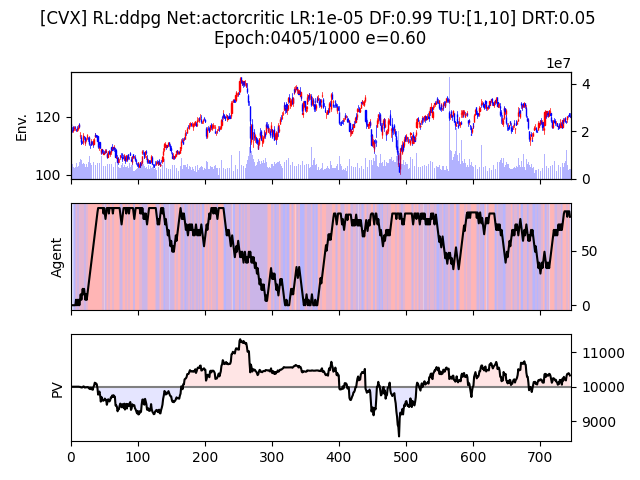 [CVX] RL:ddpg Net:actorcritic LR:1e-05 DF:0.99 TU:[1,10] DRT:0.05
Epoch:0405/1000 e=0.60
1e7
Env.
120
100
4
2
0
Agent
50
0
PV
11000
10000
9000
0 100 200 300 400 500 600 700